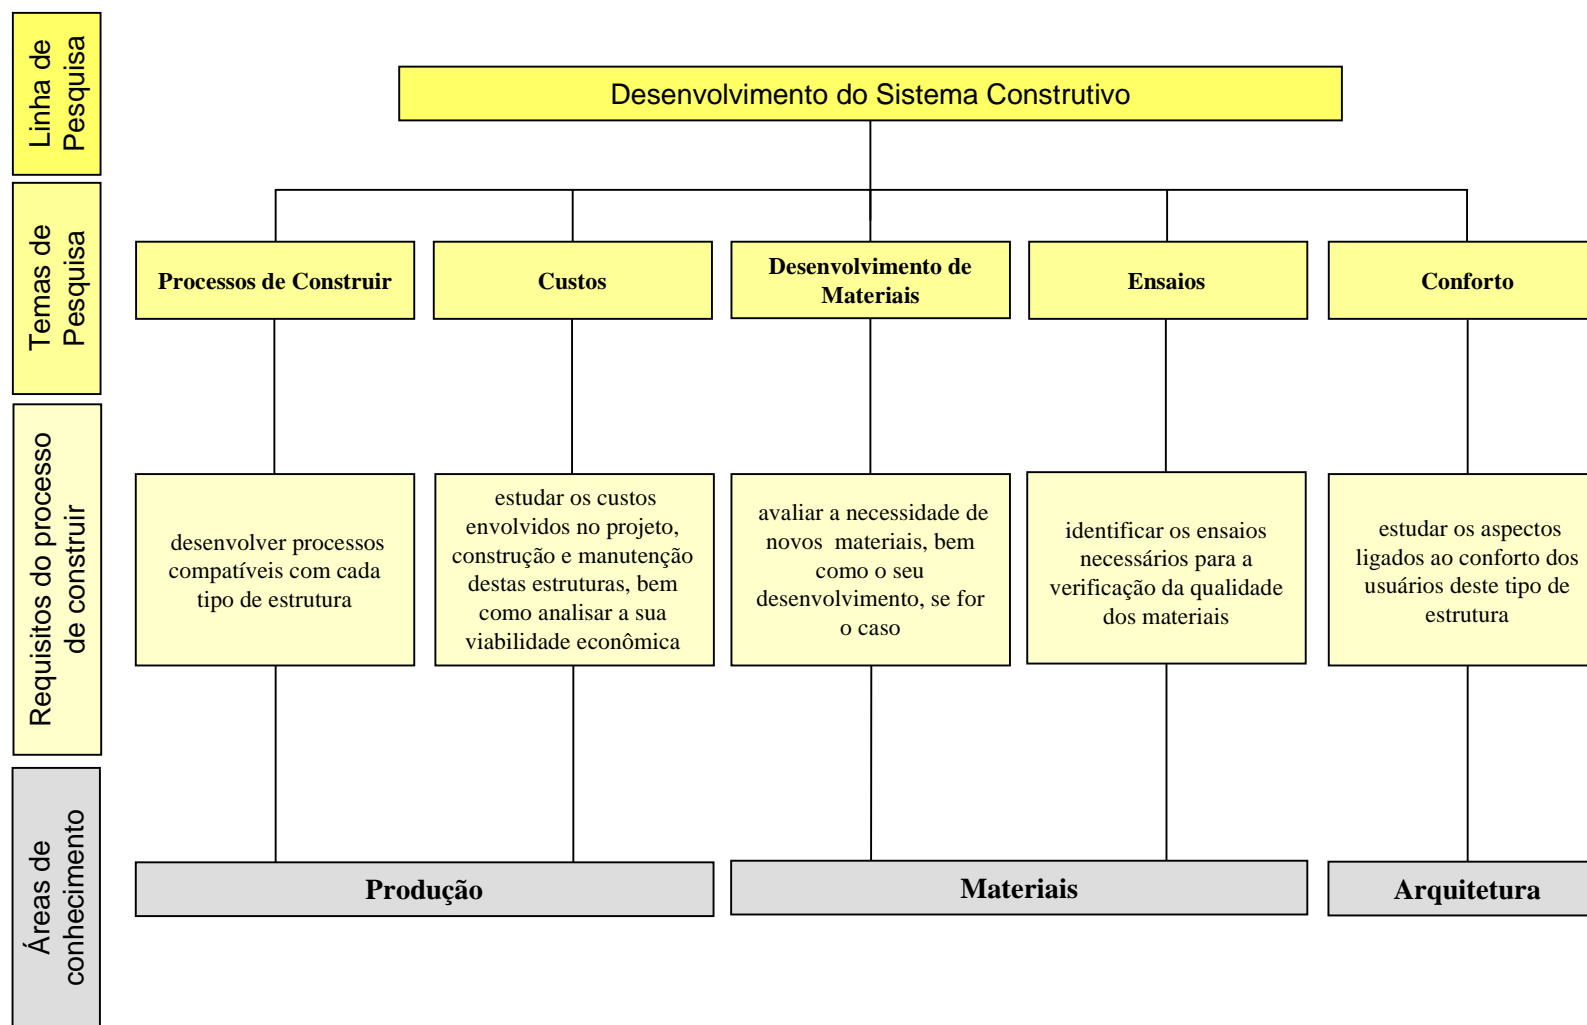 Linha de
Pesquisa
Desenvolvimento do Sistema Construtivo
Temas de
Pesquisa
Processos de Construir
Custos
Desenvolvimento de
Materiais
Ensaios
Conforto
Requisitos do processo
de construir
desenvolver processos
compatíveis com cada
tipo de estrutura
estudar os custos
envolvidos no projeto,
construção e manutenção
destas estruturas, bem
como analisar a sua
viabilidade econômica
avaliar a necessidade de
novos  materiais, bem
como o seu
desenvolvimento, se for
o caso
identificar os ensaios
necessários para a
verificação da qualidade
dos materiais
estudar os aspectos
ligados ao conforto dos
usuários deste tipo de
estrutura
Áreas de
conhecimento
Produção
Materiais
Arquitetura